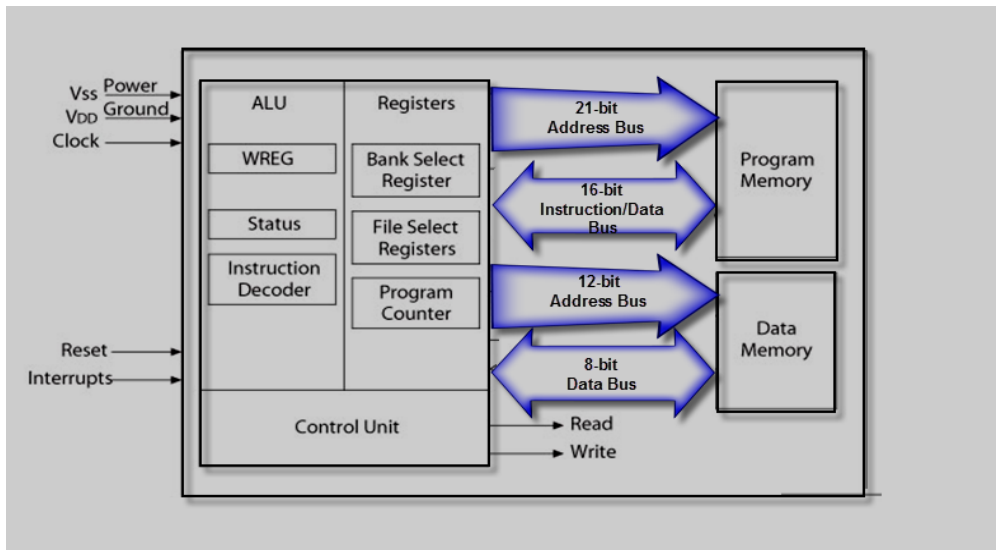 Vss Power
VDD Ground
Clock
Reset
Interrupts
ALU
WREG
Status
Instruction
Decoder
Registers
Bank Select
Register
File Select
Registers
Program
Counter
Control Unit
21-bit
Address Bus
16-bit
Instruction/Data
Bus
12-bit
Address Bus
8-bit
Data Bus
Read
Write
Program
Memory
Data
Memory